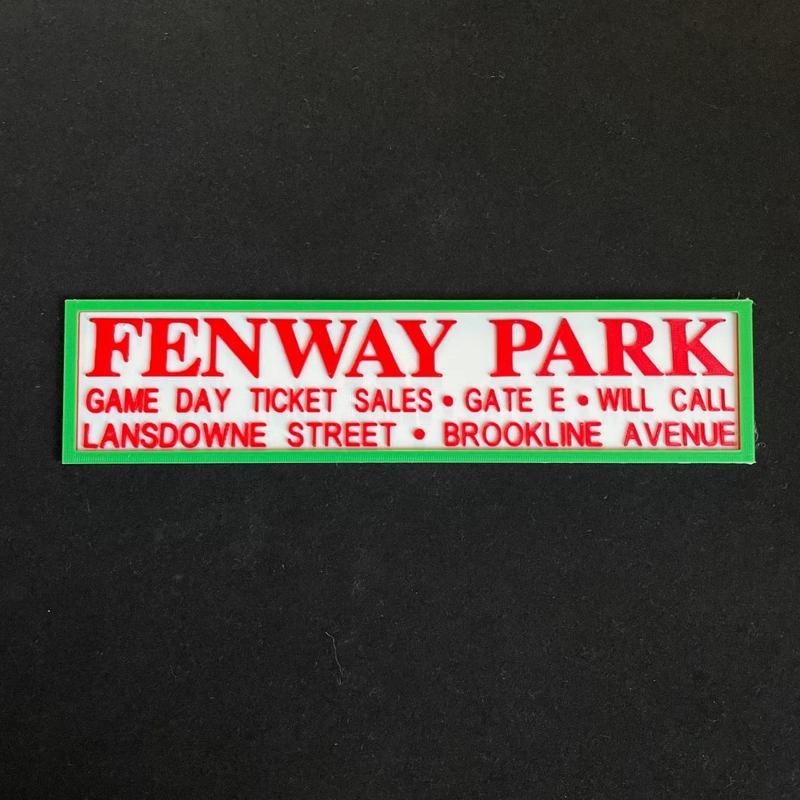 FENWAY PARK
GAME DAY TICKET SALES • GATE E • WILL CALL
LANSDOWNE STREET • BROOKLINE AVENUE